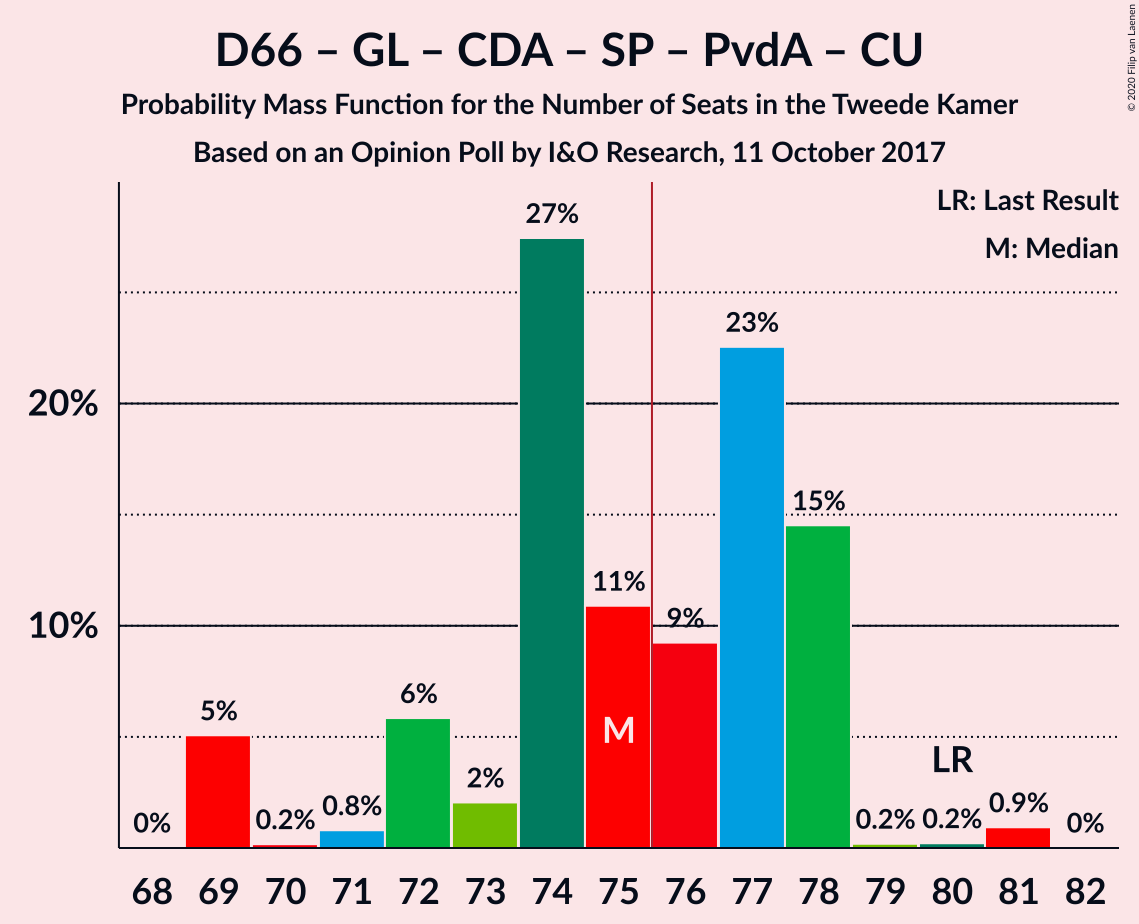 D66 – GL – CDA – SP – PvdA – CU
Probability Mass Function for the Number of Seats in the Tweede Kamer
Based on an Opinion Poll by I&O Research, 11 October 2017
© 2020 Filip van Laenen
LR: Last Result
M: Median
27%
23%
20%
15%
11%
10%
9%
6%
5%
M
LR
2%
0%
0.2%
0.8%
0.2%
0.2%
0.9%
0%
68 69 70 71 72 73 74 75 76 77 78 79 80 81 82